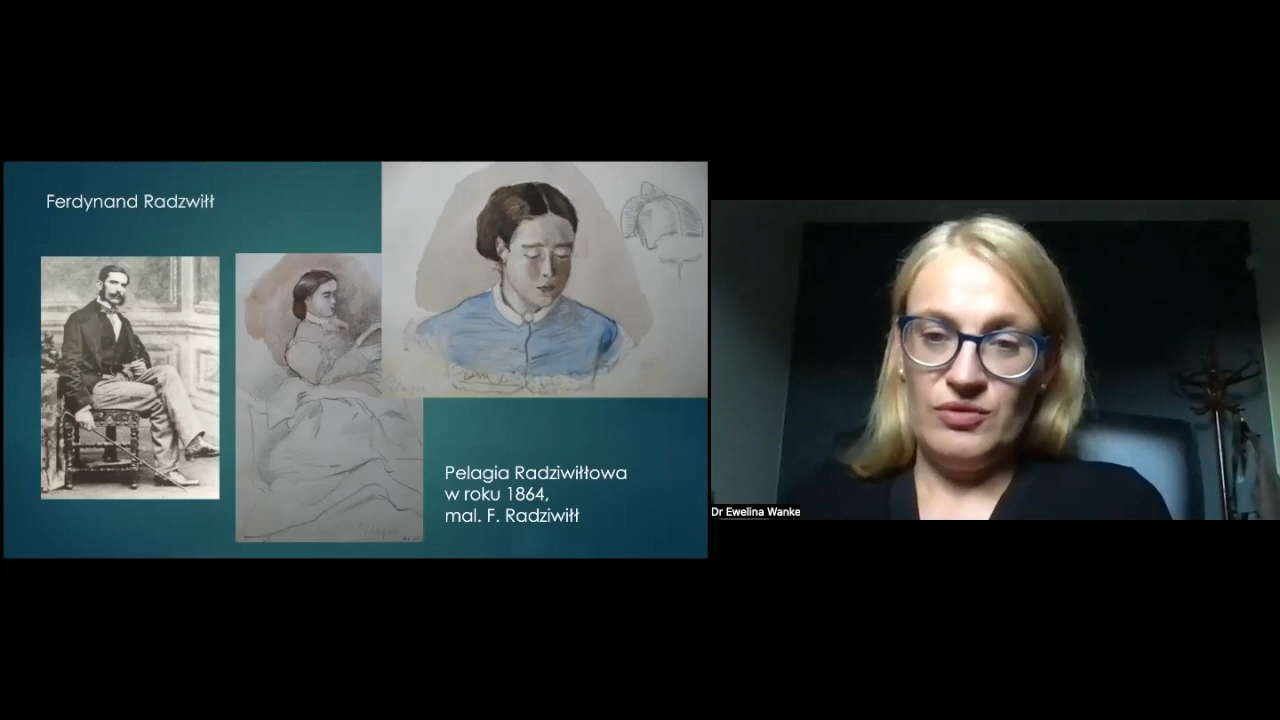 Ferdynand Radzwiłł
Pelagia Radziwiłłowa
w roku 1864,
mal. F. Radziwiłł
Dr Ewelina Wanke